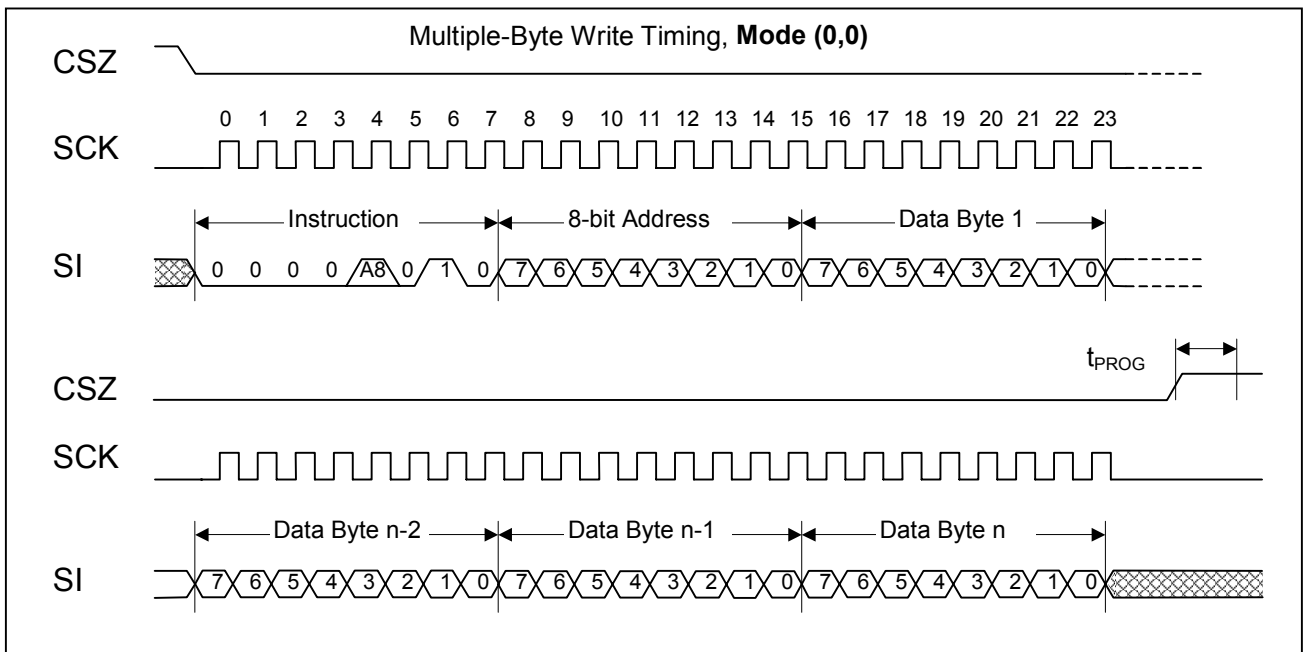 Multiple-Byte Write Timing, Mode (0,0)
CSZ
0 1 2 3 4 5 6 7 8 9 10 11 12 13 14 15 16 17 18 19 20 21 22 23
SCK
Instruction 8-bit Address Data Byte 1
SI 0 0 0 0 A8 0 1 0 7 6 5 4 3 2 1 0 7 6 5 4 3 2 1 0
tPROG
CSZ
SCK
Data Byte n-2 Data Byte n-1 Data Byte n
SI 7 6 5 4 3 2 1 0 7 6 5 4 3 2 1 0 7 6 5 4 3 2 1 0